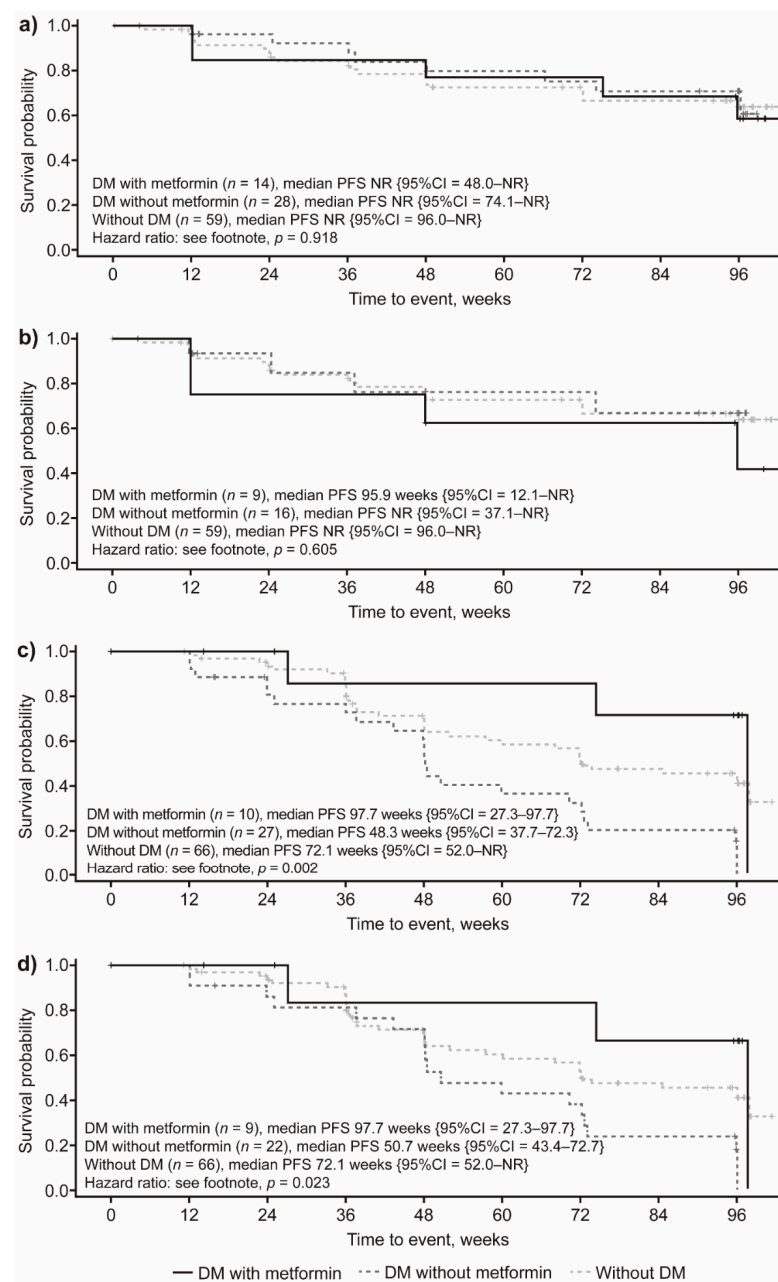 a)
1.0
0.8
0.6
0.4
0.2
0.0
Survival probability
DM with metformin (n = 14), median PFS NR {95%CI = 48.0–NR}
DM without metformin (n = 28), median PFS NR {95%CI = 74.1–NR}
Without DM (n = 59), median PFS NR {95%CI = 96.0–NR}
Hazard ratio: see footnote, p = 0.918
0 12 24 36 48 60 72 84 96
Time to event, weeks
b)
1.0
0.8
0.6
0.4
0.2
0.0
Survival probability
DM with metformin (n = 9), median PFS 95.9 weeks {95%CI = 12.1–NR}
DM without metformin (n = 16), median PFS NR {95%CI = 37.1–NR}
Without DM (n = 59), median PFS NR {95%CI = 96.0–NR}
Hazard ratio: see footnote, p = 0.605
0 12 24 36 48 60 72 84 96
Time to event, weeks
c)
1.0
0.8
0.6
0.4
0.2
0.0
Survival probability
DM with metformin (n = 10), median PFS 97.7 weeks {95%CI = 27.3–97.7}
DM without metformin (n = 27), median PFS 48.3 weeks {95%CI = 37.7–72.3}
Without DM (n = 66), median PFS 72.1 weeks {95%CI = 52.0–NR}
Hazard ratio: see footnote, p = 0.002
0 12 24 36 48 60 72 84 96
Time to event, weeks
d)
1.0
0.8
0.6
0.4
0.2
0.0
Survival probability
DM with metformin (n = 9), median PFS 97.7 weeks {95%CI = 27.3–97.7}
DM without metformin (n = 22), median PFS 50.7 weeks {95%CI = 43.4–72.7}
Without DM (n = 66), median PFS 72.1 weeks {95%CI = 52.0–NR}
Hazard ratio: see footnote, p = 0.023
0 12 24 36 48 60 72 84 96
Time to event, weeks
DM with metformin DM without metformin Without DM